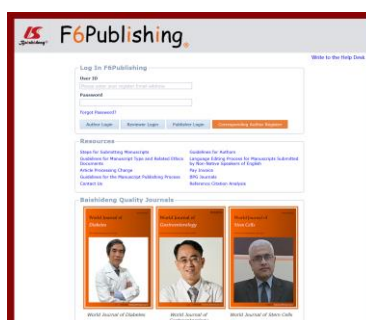 Baishideng®
F6Publishing®
Write to the Help Desk
Log In F6Publishing
User ID
Please enter your register Email address.
Password
Forgot Password?
Author Login
Reviewer Login
Publisher Login
Corresponding Author Register
Resources
Steps for Submitting Manuscripts
Guidelines for Authors
Guidelines for Manuscript Type and Related Ethics Documents
Language Editing Process for Manuscripts Submitted by Non-Native Speakers of English
Article Processing Charge
Pay Invoice
Guidelines for the Manuscript Publishing Process
BPG Journals
Contact Us
Reference Citation Analysis
Baishideng Quality Journals
World Journal of
Diabetes
World Journal of
Gastroenterology
World Journal of
Stem Cells
World Journal of Diabetes
World Journal of
World Journal of Stem Cells